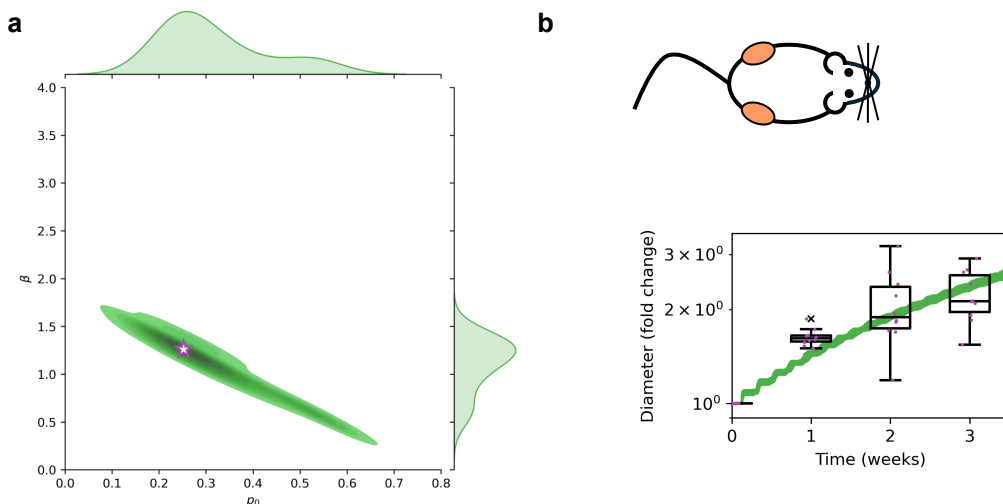 a
b
4.0
3.5
3.0
2.5
2.0
1.5
1.0
0.5
0.0
β
0.0 0.1 0.2 0.3 0.4 0.5 0.6 0.7 0.8
p₀
Diameter (fold change)
3 × 10⁰
2 × 10⁰
10⁰
0 1 2 3
Time (weeks)